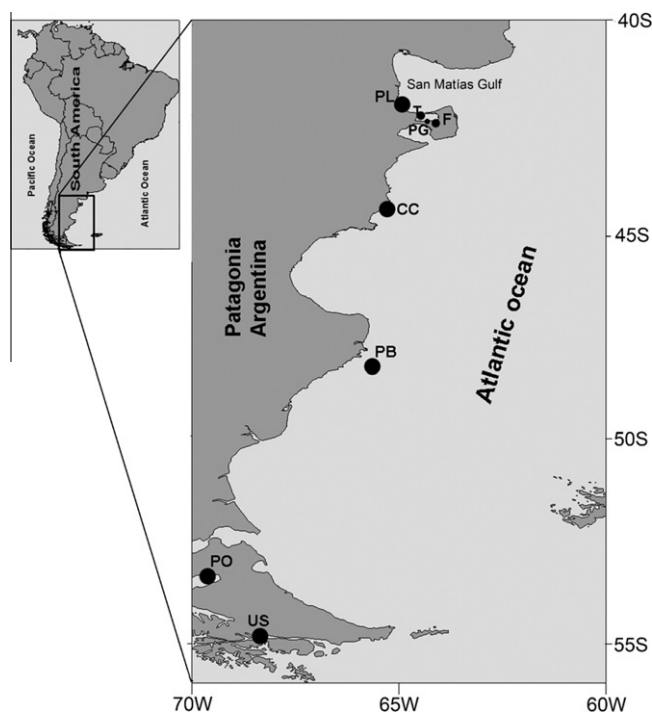 Pacific Ocean
South America
Atlantic Ocean
40S
San Matías Gulf
PL
T
F
PG
CC
45S
Patagonia
Argentina
Atlantic ocean
PB
50S
PO
US
55S
70W
65W
60W